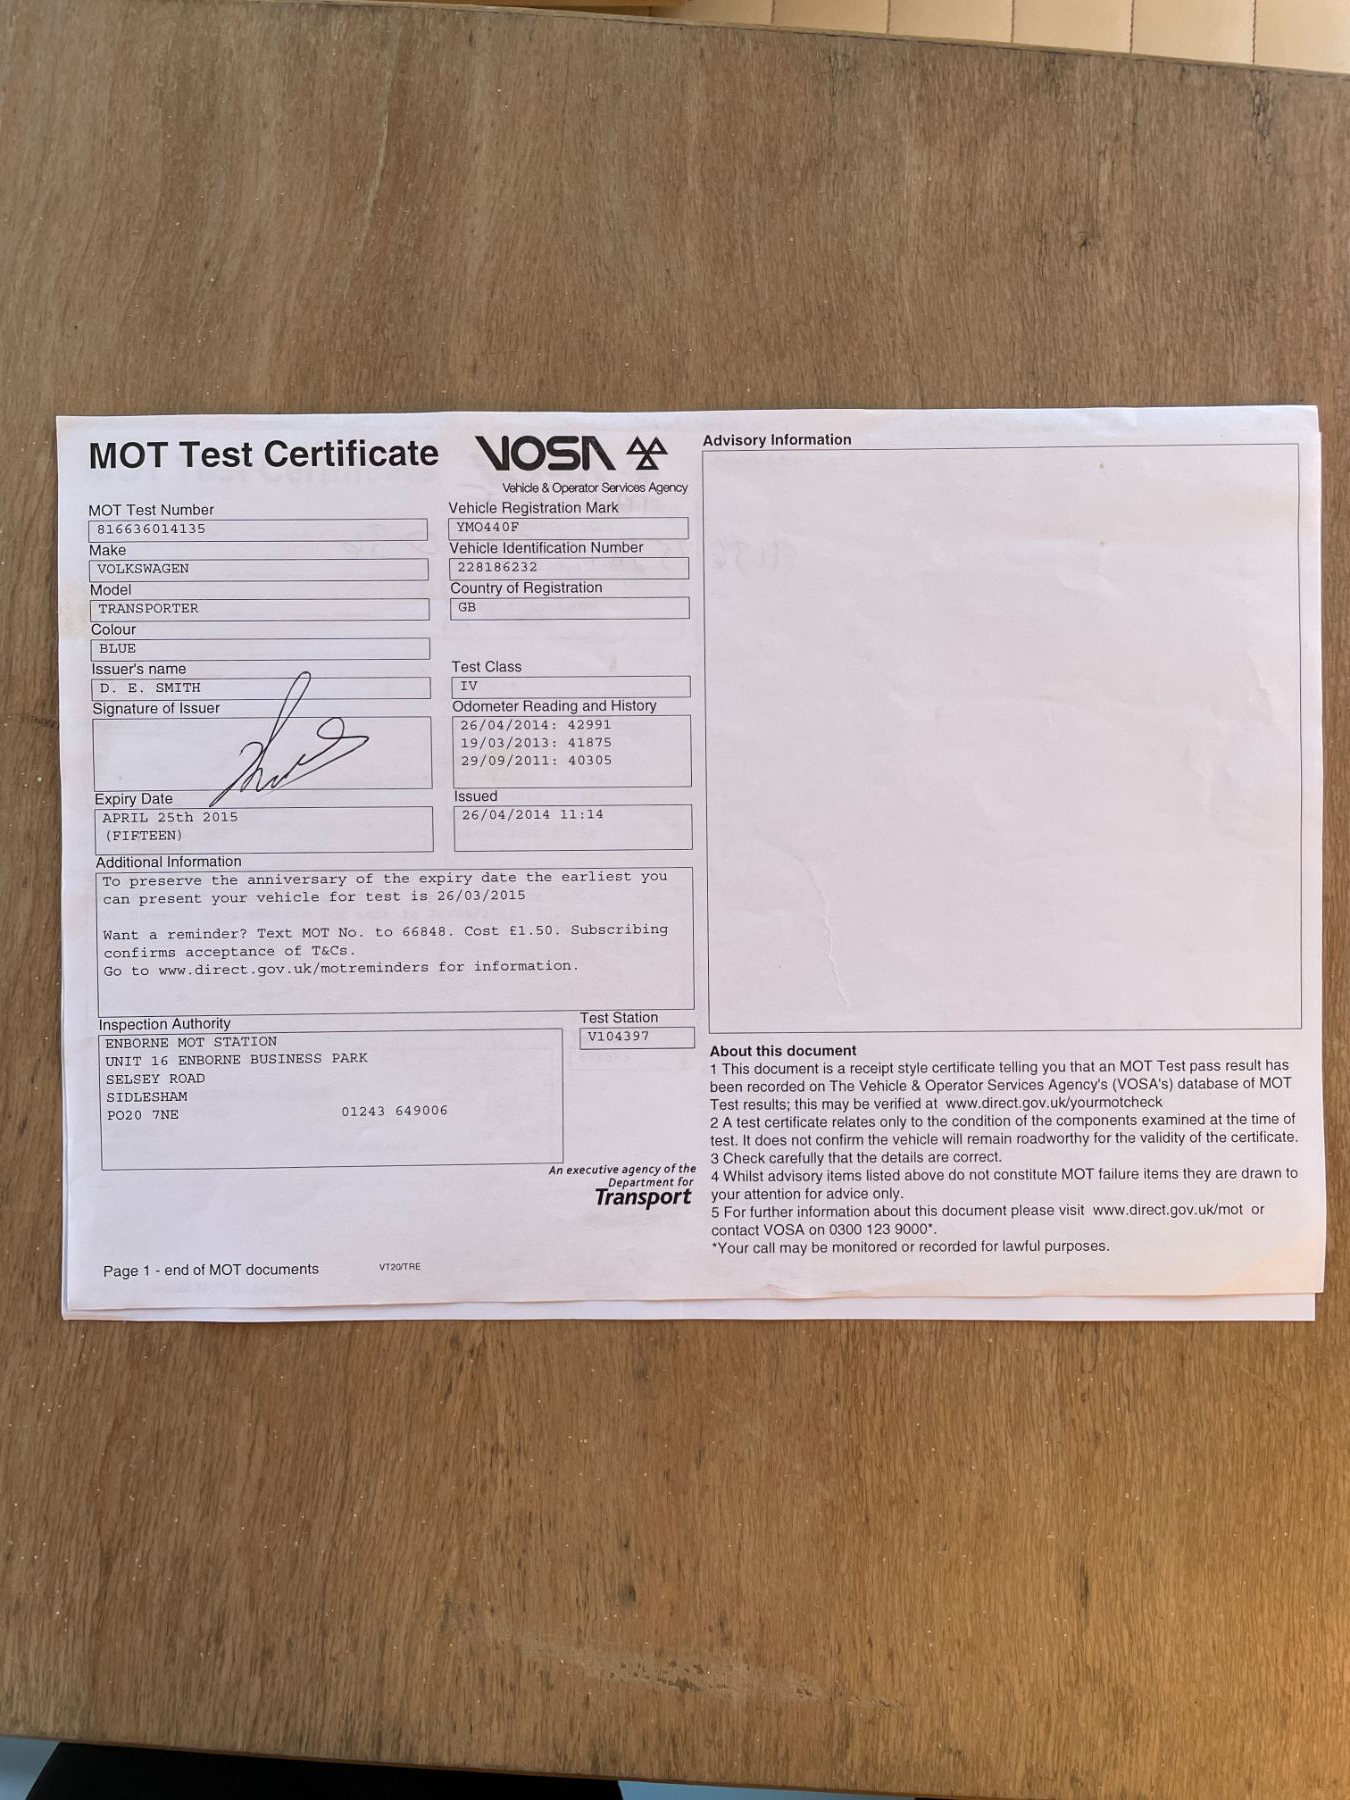 MOT Test Certificate
VOSA
Vehicle & Operator Services Agency
MOT Test Number
816636014135
Vehicle Registration Mark
YMO440F
Make
VOLKSWAGEN
Vehicle Identification Number
228186232
Model
TRANSPORTER
Country of Registration
GB
Colour
BLUE
Issuer's name
D. E. SMITH
Test Class
IV
Signature of Issuer
Odometer Reading and History
26/04/2014: 42991
19/03/2013: 41875
29/09/2011: 40305
Expiry Date
APRIL 25th 2015
(FIFTEEN)
Issued
26/04/2014 11:14
Additional Information
To preserve the anniversary of the expiry date the earliest you
can present your vehicle for test is 26/03/2015
Want a reminder? Text MOT No. to 66848. Cost £1.50. Subscribing
confirms acceptance of T&Cs.
Go to www.direct.gov.uk/motreminders for information.
Inspection Authority
ENBORNE MOT STATION
UNIT 16 ENBORNE BUSINESS PARK
SELSEY ROAD
SIDLESHAM
PO20 7NE 01243 649006
Test Station
V104397
An executive agency of the
Department for
Transport
Page 1 - end of MOT documents
VT20/TRE
Advisory Information
About this document
1 This document is a receipt style certificate telling you that an MOT Test pass result has
been recorded on The Vehicle & Operator Services Agency's (VOSA's) database of MOT
Test results; this may be verified at www.direct.gov.uk/yourmotcheck
2 A test certificate relates only to the condition of the components examined at the time of
test. It does not confirm the vehicle will remain roadworthy for the validity of the certificate.
3 Check carefully that the details are correct.
4 Whilst advisory items listed above do not constitute MOT failure items they are drawn to
your attention for advice only.
5 For further information about this document please visit www.direct.gov.uk/mot or
contact VOSA on 0300 123 9000*.
*Your call may be monitored or recorded for lawful purposes.